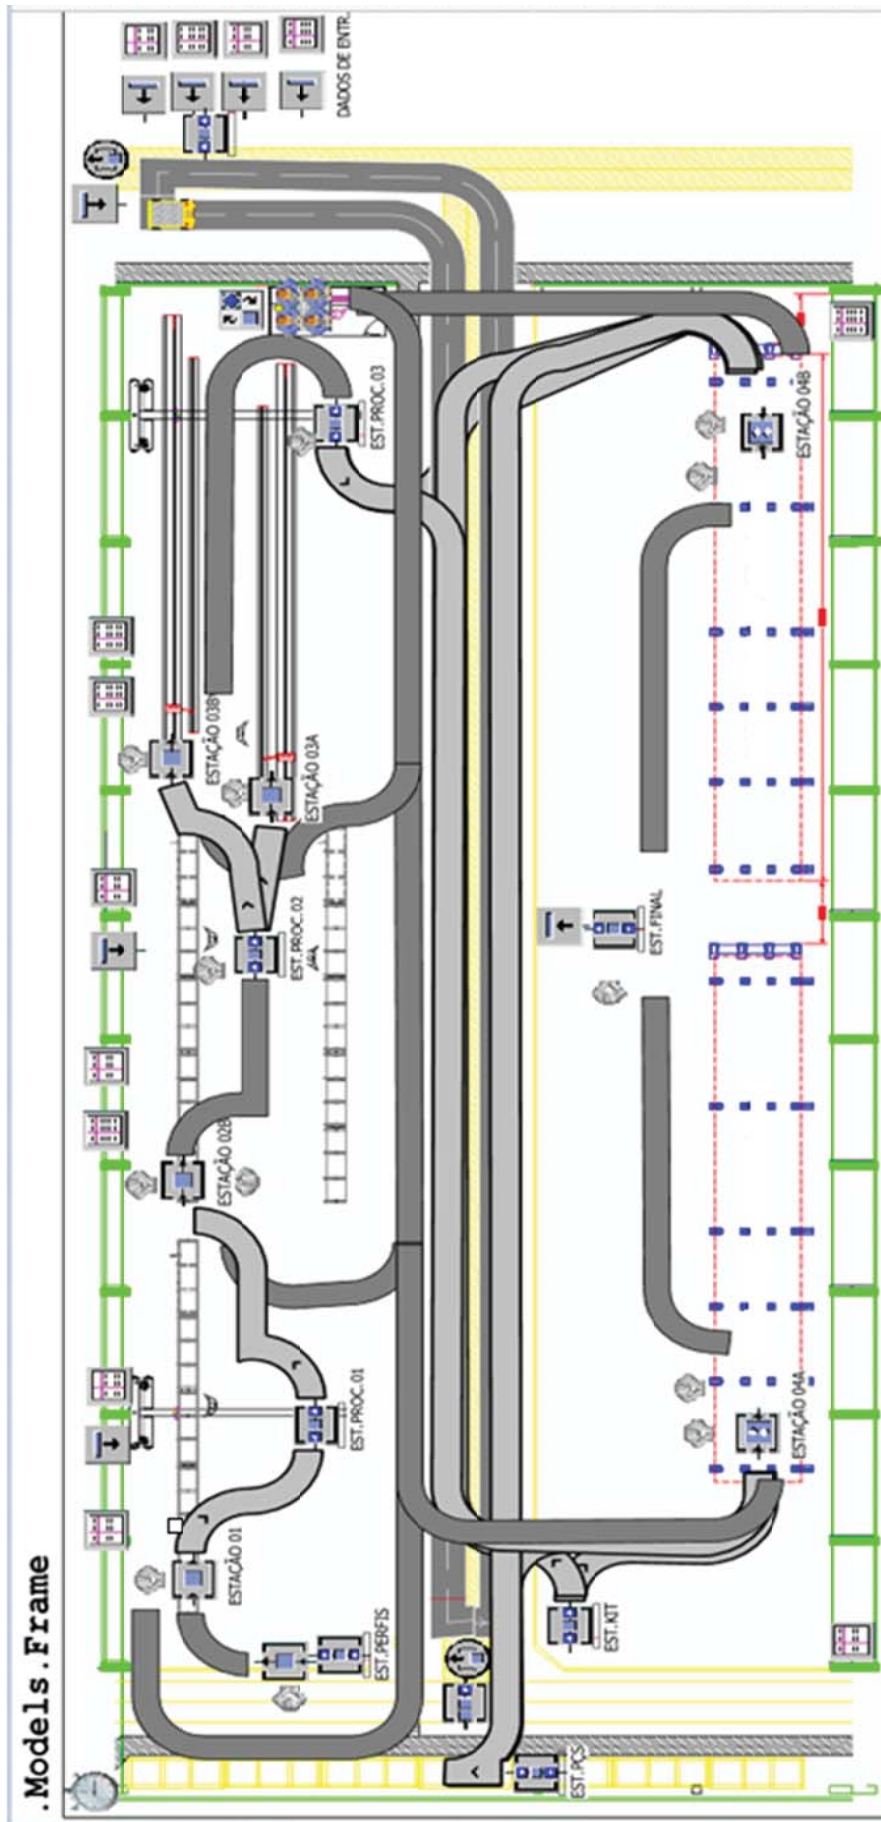 .Models.Frame
DADOS DE ENTR.
EST.PROC.03
ESTAÇÃO 04B
ESTAÇÃO 03B
ESTAÇÃO 03A
EST.PROC.02
EST.FINAL
ESTAÇÃO 02B
EST.PROC.01
ESTAÇÃO 04A
ESTAÇÃO 01
EST.PERFIS
EST.KIT
EST.PÇS